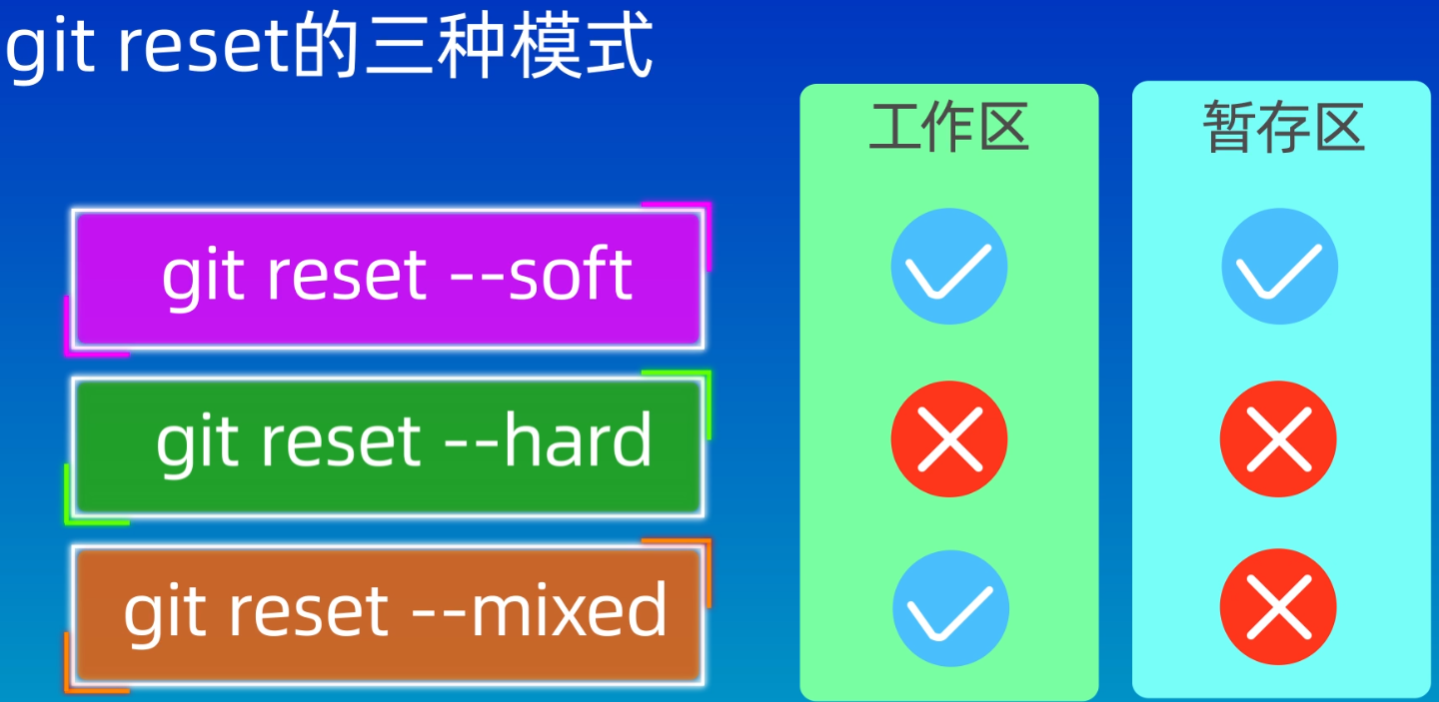 git reset的三种模式
工作区
暂存区
git reset --soft
git reset --hard
git reset --mixed